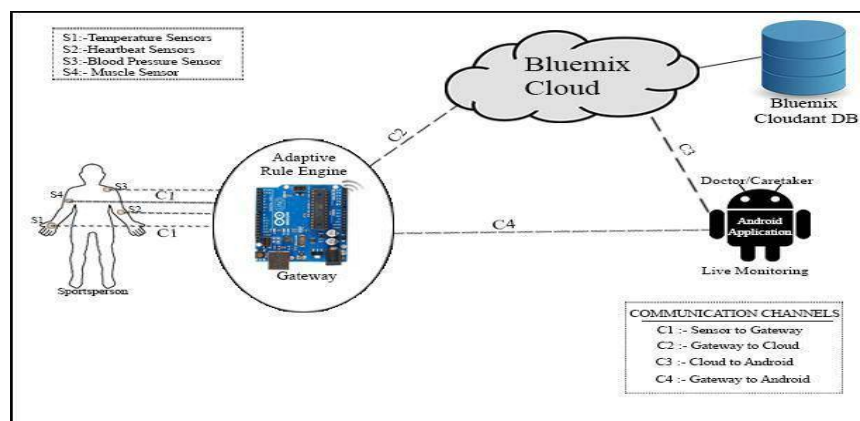 S1:-Temperature Sensors
S2:-Heartbeat Sensors
S3:-Blood Pressure Sensor
S4:- Muscle Sensor
Bluemix
Cloud
Bluemix
Cloudant DB
C2
C3
Adaptive
Rule Engine
Gateway
S4
S3
S2
S1
C1
C1
Sportsperson
C4
Doctor/Caretaker
Android
Application
Live Monitoring
COMMUNICATION CHANNELS
C1 :- Sensor to Gateway
C2 :- Gateway to Cloud
C3 :- Cloud to Android
C4 :- Gateway to Android